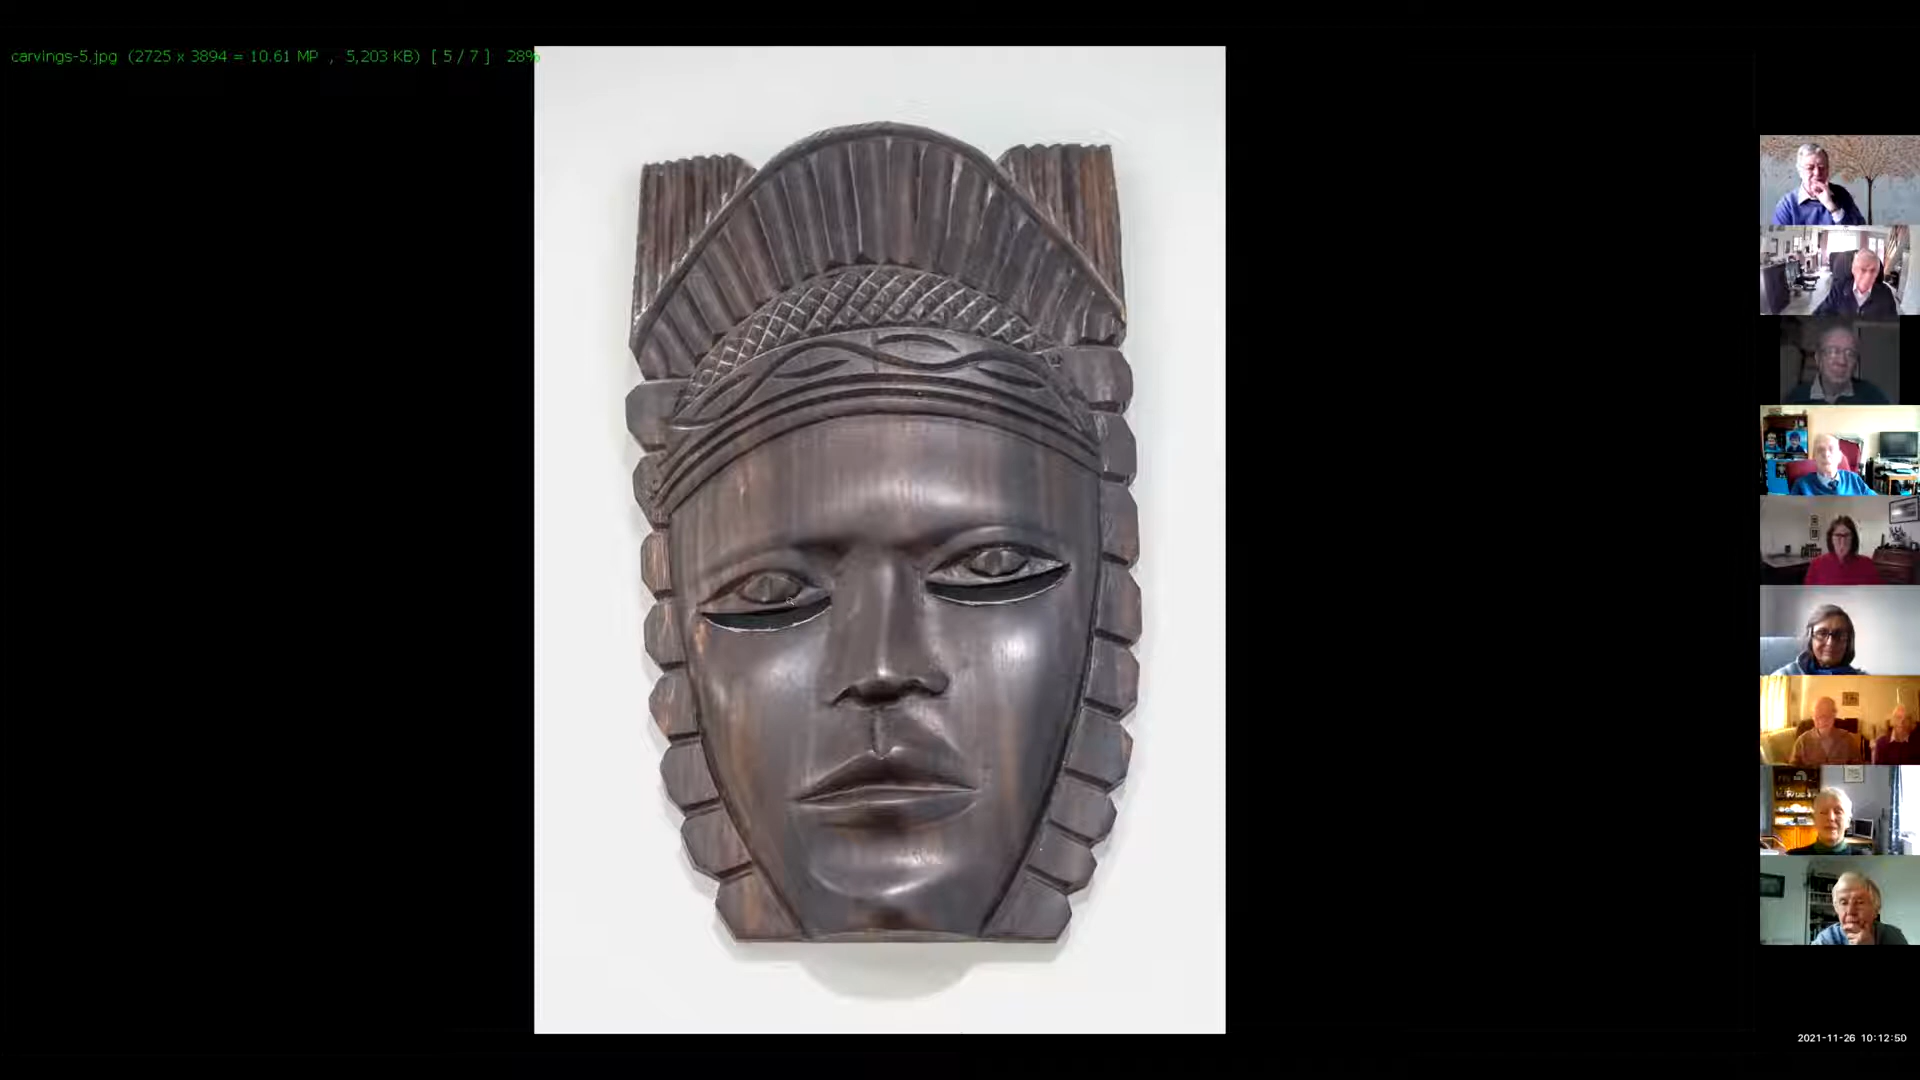 carvings-5.jpg (2725 x 3894 = 10.61 MP , 5,203 KB) [ 5 / 7 ] 28%
2021-11-26 10:12:50